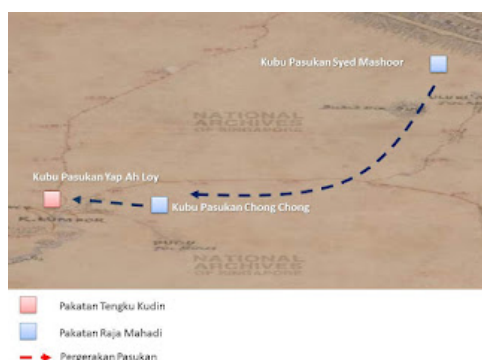 Kubu Pasukan Syed Mashoor
NATIONAL
ARCHIVES
OF SINGAPORE
Kubu Pasukan Yap Ah Loy
Kubu Pasukan Chong Chong
K. LUMPOR
NATIONAL
ARCHIVES
OF SINGAPORE
Pakatan Tengku Kudin
Pakatan Raja Mahadi
Pergerakan Pasukan